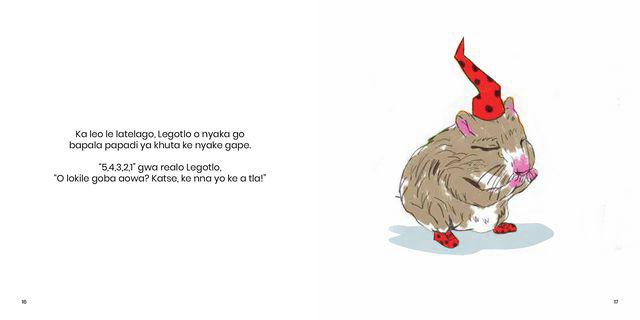 Ka leo le latelago, Legotlo o nyaka go
bapala papadi ya khuta ke nyake gape.
"5,4,3,2,1" gwa realo Legotlo,
"O lokile goba aowa? Katse, ke nna yo ke a tla!"
16
17